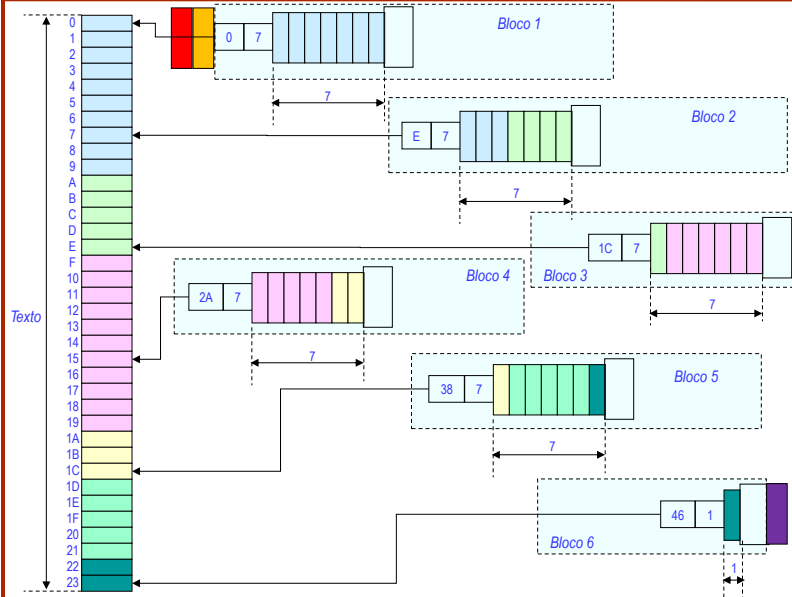 Texto
0
1
2
3
4
5
6
7
8
9
A
B
C
D
E
F
10
11
12
13
14
15
16
17
18
19
1A
1B
1C
1D
1E
1F
20
21
22
23
0 7
Bloco 1
7
E 7
Bloco 2
7
1C 7
Bloco 3
7
2A 7
Bloco 4
7
38 7
Bloco 5
7
46 1
Bloco 6
1